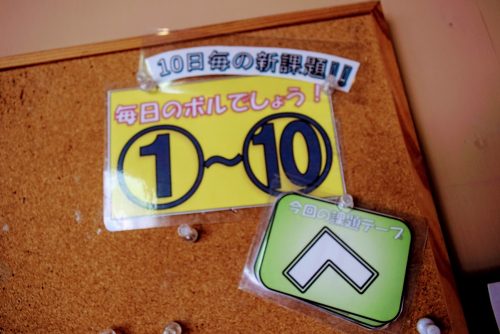 10日毎の新課題!!
毎日のボルでしょう!
①~⑩
今回の課題テープ